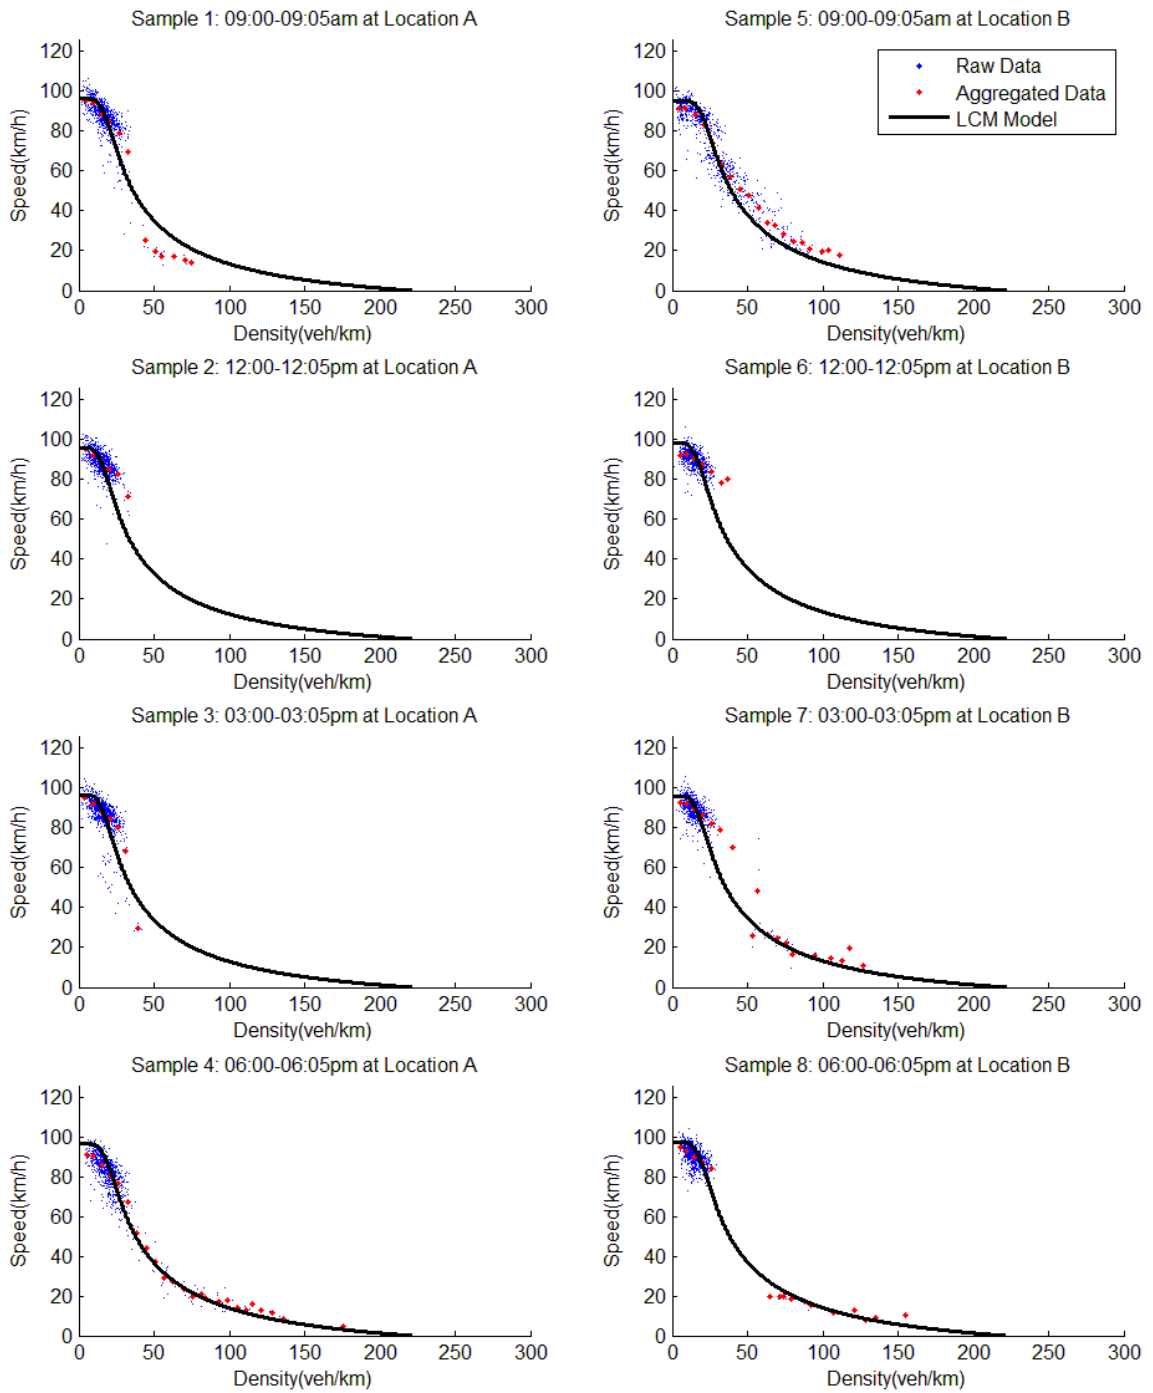 Sample 1: 09:00-09:05am at Location A
120
100
80
60
40
20
0
Speed(km/h)
0 50 100 150 200 250 300
Density(veh/km)
Sample 5: 09:00-09:05am at Location B
120
100
80
60
40
20
0
Speed(km/h)
Raw Data
Aggregated Data
LCM Model
0 50 100 150 200 250 300
Density(veh/km)
Sample 2: 12:00-12:05pm at Location A
120
100
80
60
40
20
0
Speed(km/h)
0 50 100 150 200 250 300
Density(veh/km)
Sample 6: 12:00-12:05pm at Location B
120
100
80
60
40
20
0
Speed(km/h)
0 50 100 150 200 250 300
Density(veh/km)
Sample 3: 03:00-03:05pm at Location A
120
100
80
60
40
20
0
Speed(km/h)
0 50 100 150 200 250 300
Density(veh/km)
Sample 7: 03:00-03:05pm at Location B
120
100
80
60
40
20
0
Speed(km/h)
0 50 100 150 200 250 300
Density(veh/km)
Sample 4: 06:00-06:05pm at Location A
120
100
80
60
40
20
0
Speed(km/h)
0 50 100 150 200 250 300
Density(veh/km)
Sample 8: 06:00-06:05pm at Location B
120
100
80
60
40
20
0
Speed(km/h)
0 50 100 150 200 250 300
Density(veh/km)